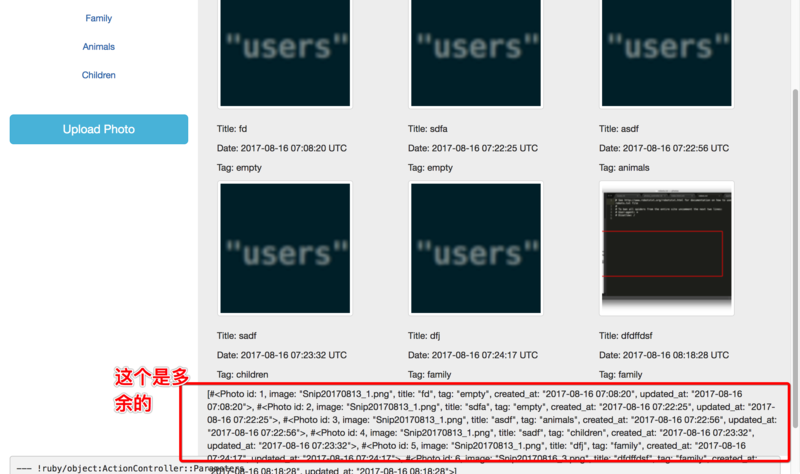 Family
Animals
Children
Upload Photo
"users" "users" "users"
Title: fd Title: sdfa Title: asdf
Date: 2017-08-16 07:08:20 UTC Date: 2017-08-16 07:22:25 UTC Date: 2017-08-16 07:22:56 UTC
Tag: empty Tag: empty Tag: animals
"users" "users"
Title: sadf Title: dfj Title: dfdffdsf
Date: 2017-08-16 07:23:32 UTC Date: 2017-08-16 07:24:17 UTC Date: 2017-08-16 08:18:28 UTC
Tag: children Tag: family Tag: family
这个是多
余的
[#<Photo id: 1, image: "Snip20170813_1.png", title: "fd", tag: "empty", created_at: "2017-08-16 07:08:20", updated_at: "2017-08-16
07:08:20">, #<Photo id: 2, image: "Snip20170813_1.png", title: "sdfa", tag: "empty", created_at: "2017-08-16 07:22:25", updated_at: "2017-
08-16 07:22:25">, #<Photo id: 3, image: "Snip20170813_1.png", title: "asdf", tag: "animals", created_at: "2017-08-16 07:22:56", updated_at:
"2017-08-16 07:22:56">, #<Photo id: 4, image: "Snip20170813_1.png", title: "sadf", tag: "children", created_at: "2017-08-16 07:23:32",
updated_at: "2017-08-16 07:23:32">, #<Photo id: 5, image: "Snip20170813_1.png", title: "dfj", tag: "family", created_at: "2017-08-16
07:24:17", updated_at: "2017-08-16 07:24:17">, #<Photo id: 6, image: "Snip20170816_3.png", title: "dfdffdsf", tag: "family", created_at:
--- !ruby/object:ActionController::Parameters
"2017-08-16 08:18:28", updated_at: "2017-08-16 08:18:28">]